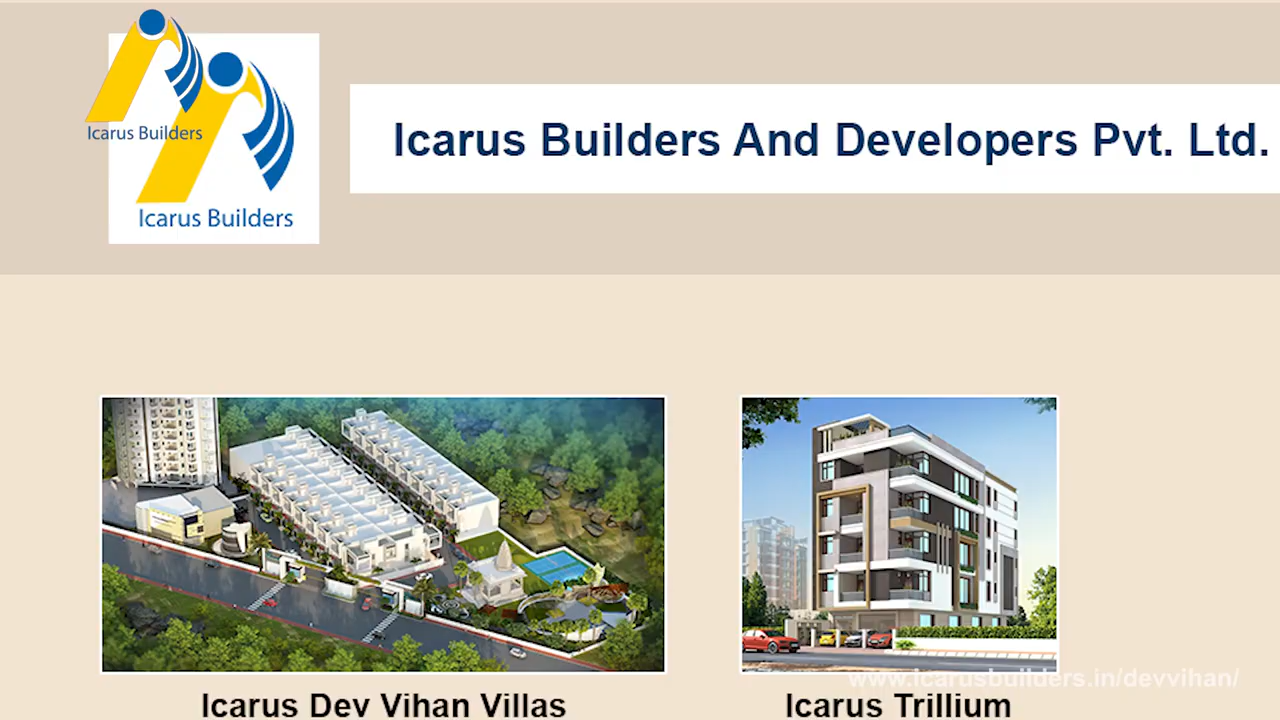 Icarus Builders
Icarus Builders
Icarus Builders And Developers Pvt. Ltd.
Icarus Dev Vihan Villas
Icarus Trillium
www.icarusbuilders.in/devvihan/